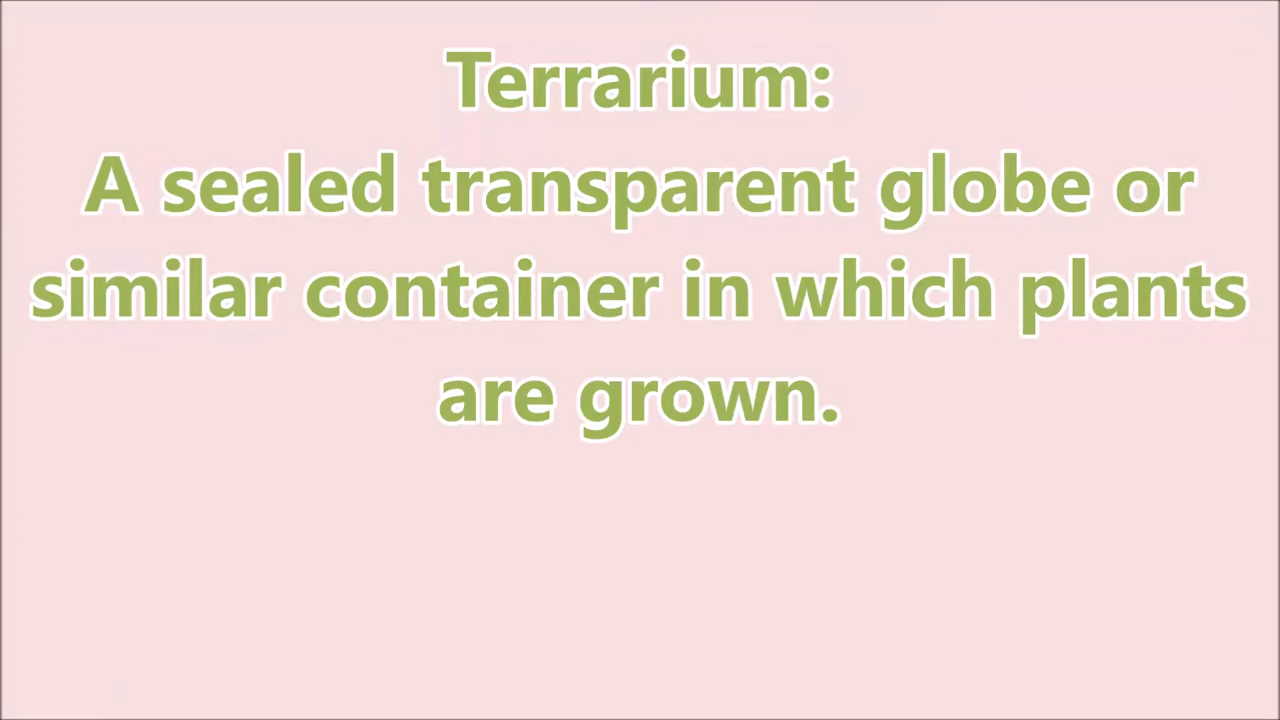 Terrarium:
A sealed transparent globe or
similar container in which plants
are grown.